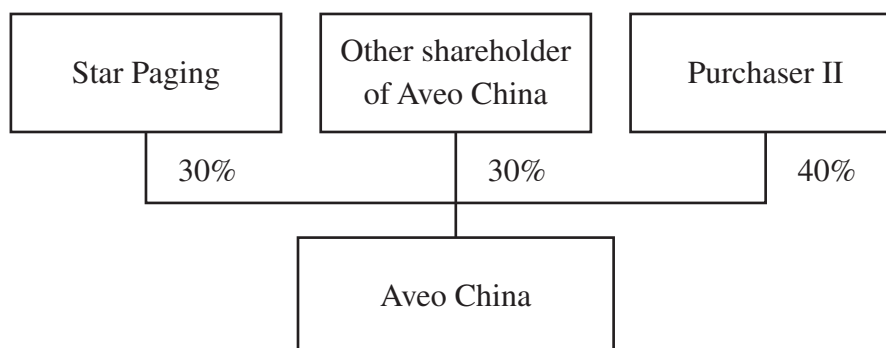 Star Paging
Other shareholder
of Aveo China
Purchaser II
30%
30%
40%
Aveo China